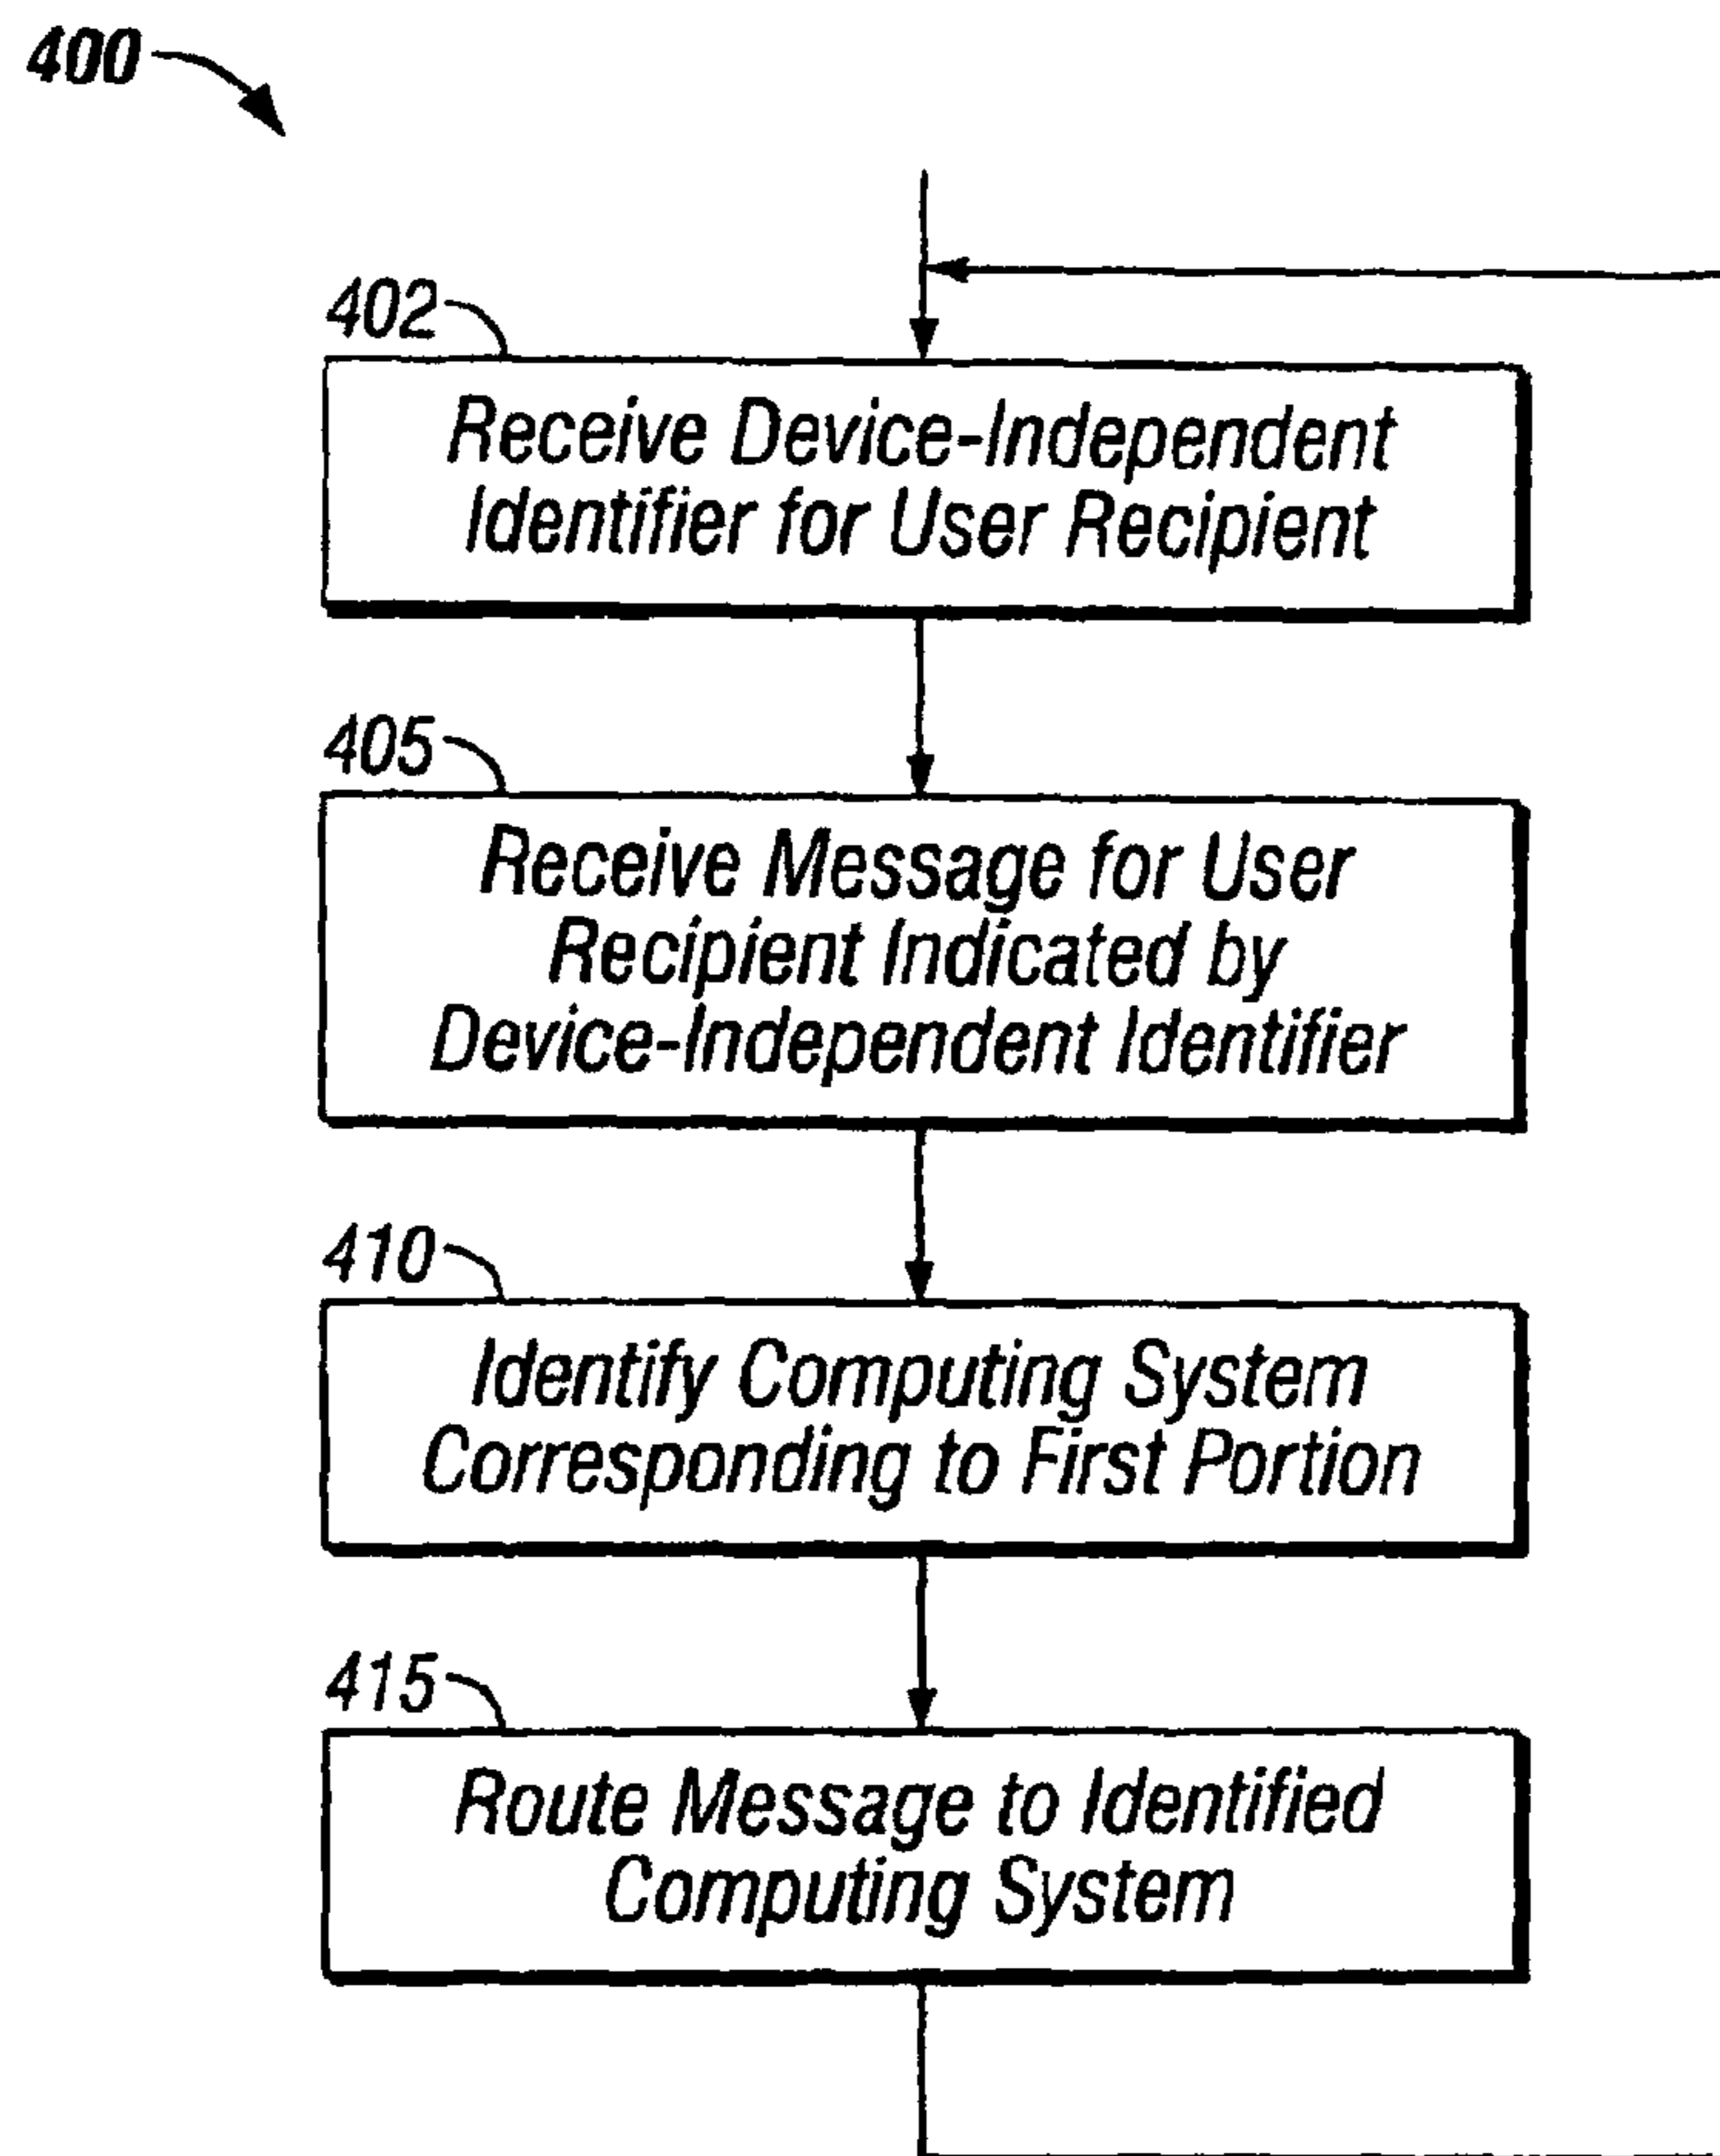 400
402
Receive Device-Independent
Identifier for User Recipient
405
Receive Message for User
Recipient Indicated by
Device-Independent Identifier
410
Identify Computing System
Corresponding to First Portion
415
Route Message to Identified
Computing System